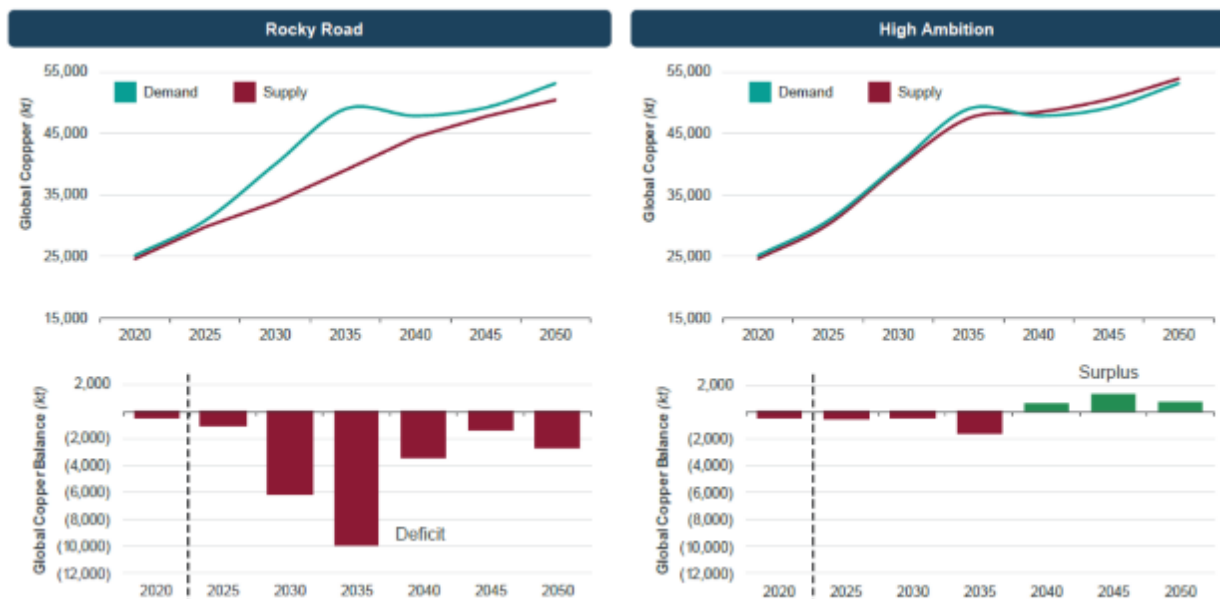 Rocky Road
Global Coppper (kt)
55,000
45,000
35,000
25,000
15,000
Demand Supply
2020 2025 2030 2035 2040 2045 2050
Global Copper Balance (kt)
2,000
(2,000)
(4,000)
(6,000)
(8,000)
(10,000)
(12,000)
Deficit
2020 2025 2030 2035 2040 2045 2050
High Ambition
Global Copper (kt)
55,000
45,000
35,000
25,000
15,000
Demand Supply
2020 2025 2030 2035 2040 2045 2050
Global Copper Balance (kt)
Surplus
2,000
(2,000)
(4,000)
(6,000)
(8,000)
(10,000)
(12,000)
2020 2025 2030 2035 2040 2045 2050